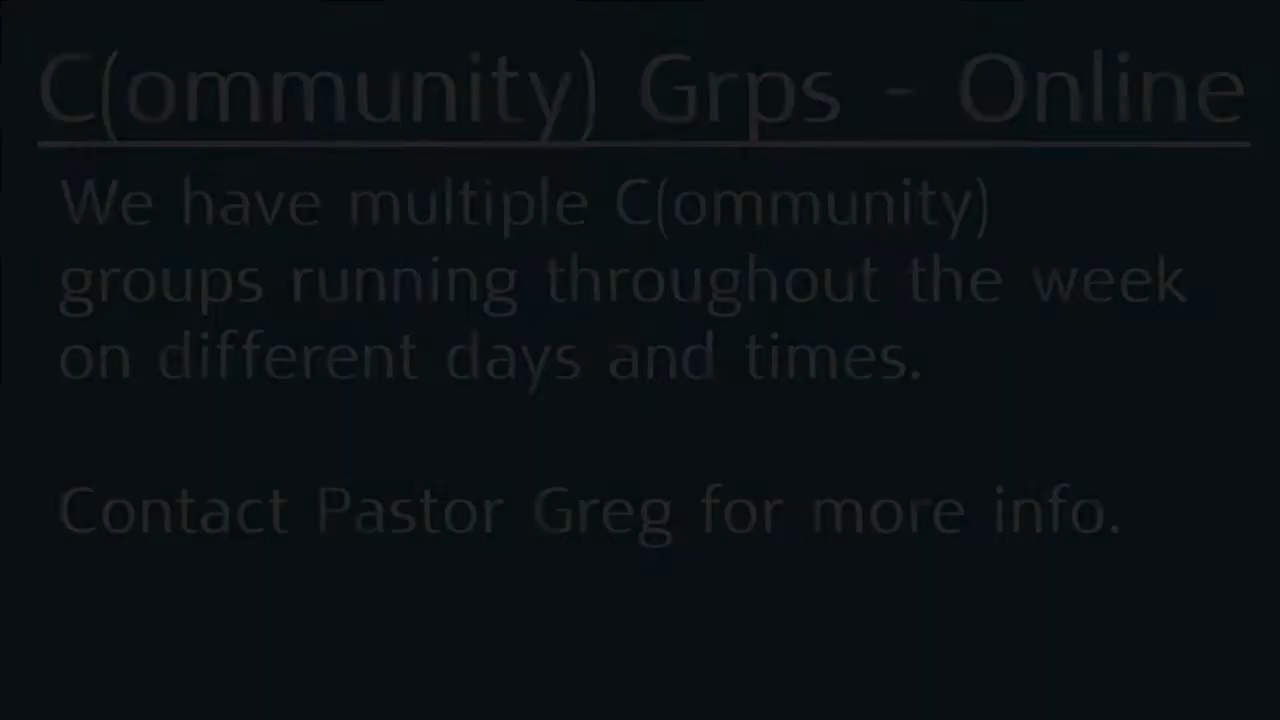 C(ommunity) Grps - Online
We have multiple C(ommunity)
groups running throughout the week
on different days and times.
Contact Pastor Greg for more info.